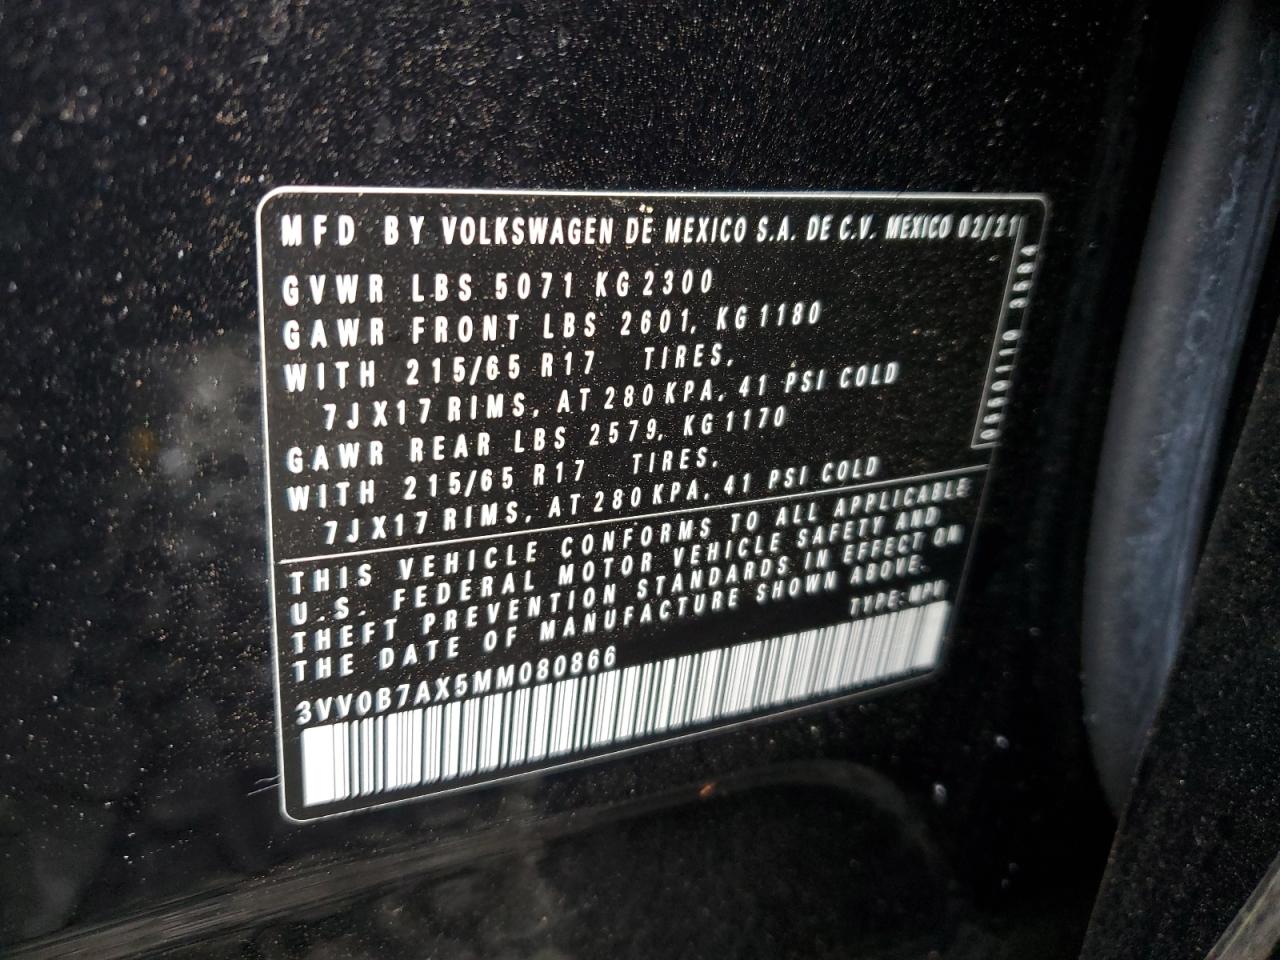 MFD BY VOLKSWAGEN DE MEXICO S.A. DE C.V. MEXICO 02/21
GVWR LBS 5071 KG 2300
GAWR FRONT LBS 2601, KG 1180
WITH 215/65 R17 TIRES,
7JX17 RIMS, AT 280 KPA, 41 PSI COLD
GAWR REAR LBS 2579, KG 1170
WITH 215/65 R17 TIRES,
7JX17 RIMS, AT 280 KPA, 41 PSI COLD
THIS VEHICLE CONFORMS TO ALL APPLICABLE
U.S. FEDERAL MOTOR VEHICLE SAFETY AND
THEFT PREVENTION STANDARDS IN EFFECT ON
THE DATE OF MANUFACTURE SHOWN ABOVE.
TYPE: MPV
3VV0B7AX5MM080866